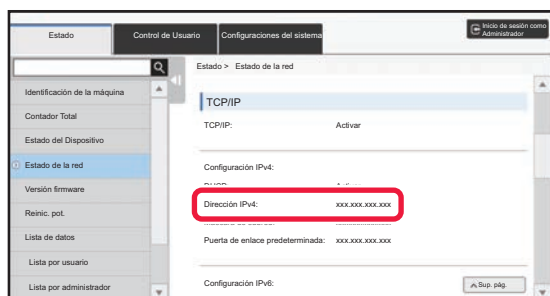 Estado
Control de Usuario
Configuraciones del sistema
Inicio de sesión como
Administrador
Estado > Estado de la red
Identificación de la máquina
Contador Total
Estado del Dispositivo
Estado de la red
Versión firmware
Reinic. pot.
Lista de datos
Lista por usuario
Lista por administrador
TCP/IP
TCP/IP: Activar
Configuración IPv4:
Dirección IPv4: xxx.xxx.xxx.xxx
Puerta de enlace predeterminada: xxx.xxx.xxx.xxx
Configuración IPv6:
Sup. pág.